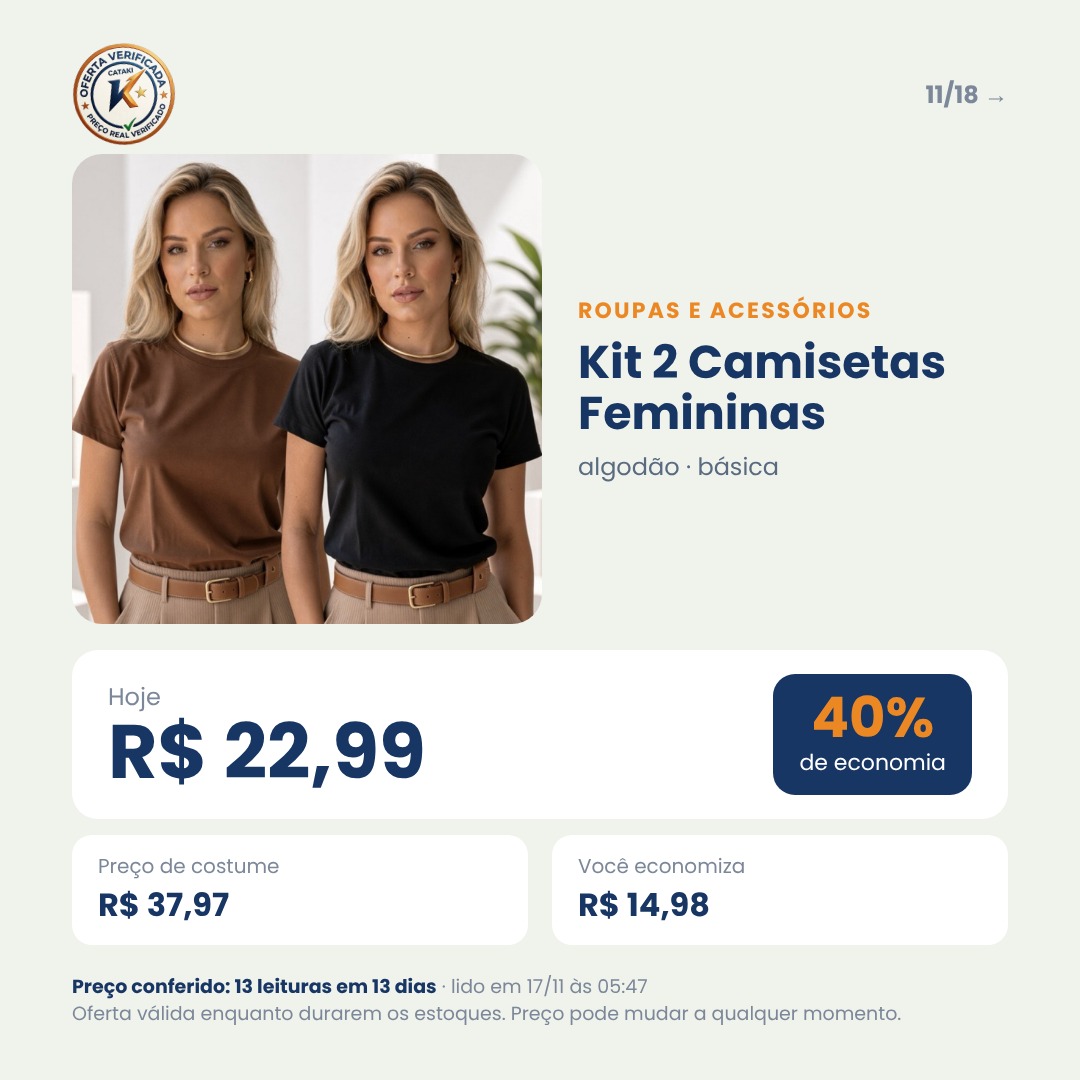 OFERTA VERIFICADA
CATAKI
K
PREÇO REAL VERIFICADO
11/18 →
ROUPAS E ACESSÓRIOS
Kit 2 Camisetas
Femininas
algodão · básica
Hoje
R$ 22,99
40%
de economia
Preço de costume
R$ 37,97
Você economiza
R$ 14,98
Preço conferido: 13 leituras em 13 dias · lido em 17/11 às 05:47
Oferta válida enquanto durarem os estoques. Preço pode mudar a qualquer momento.